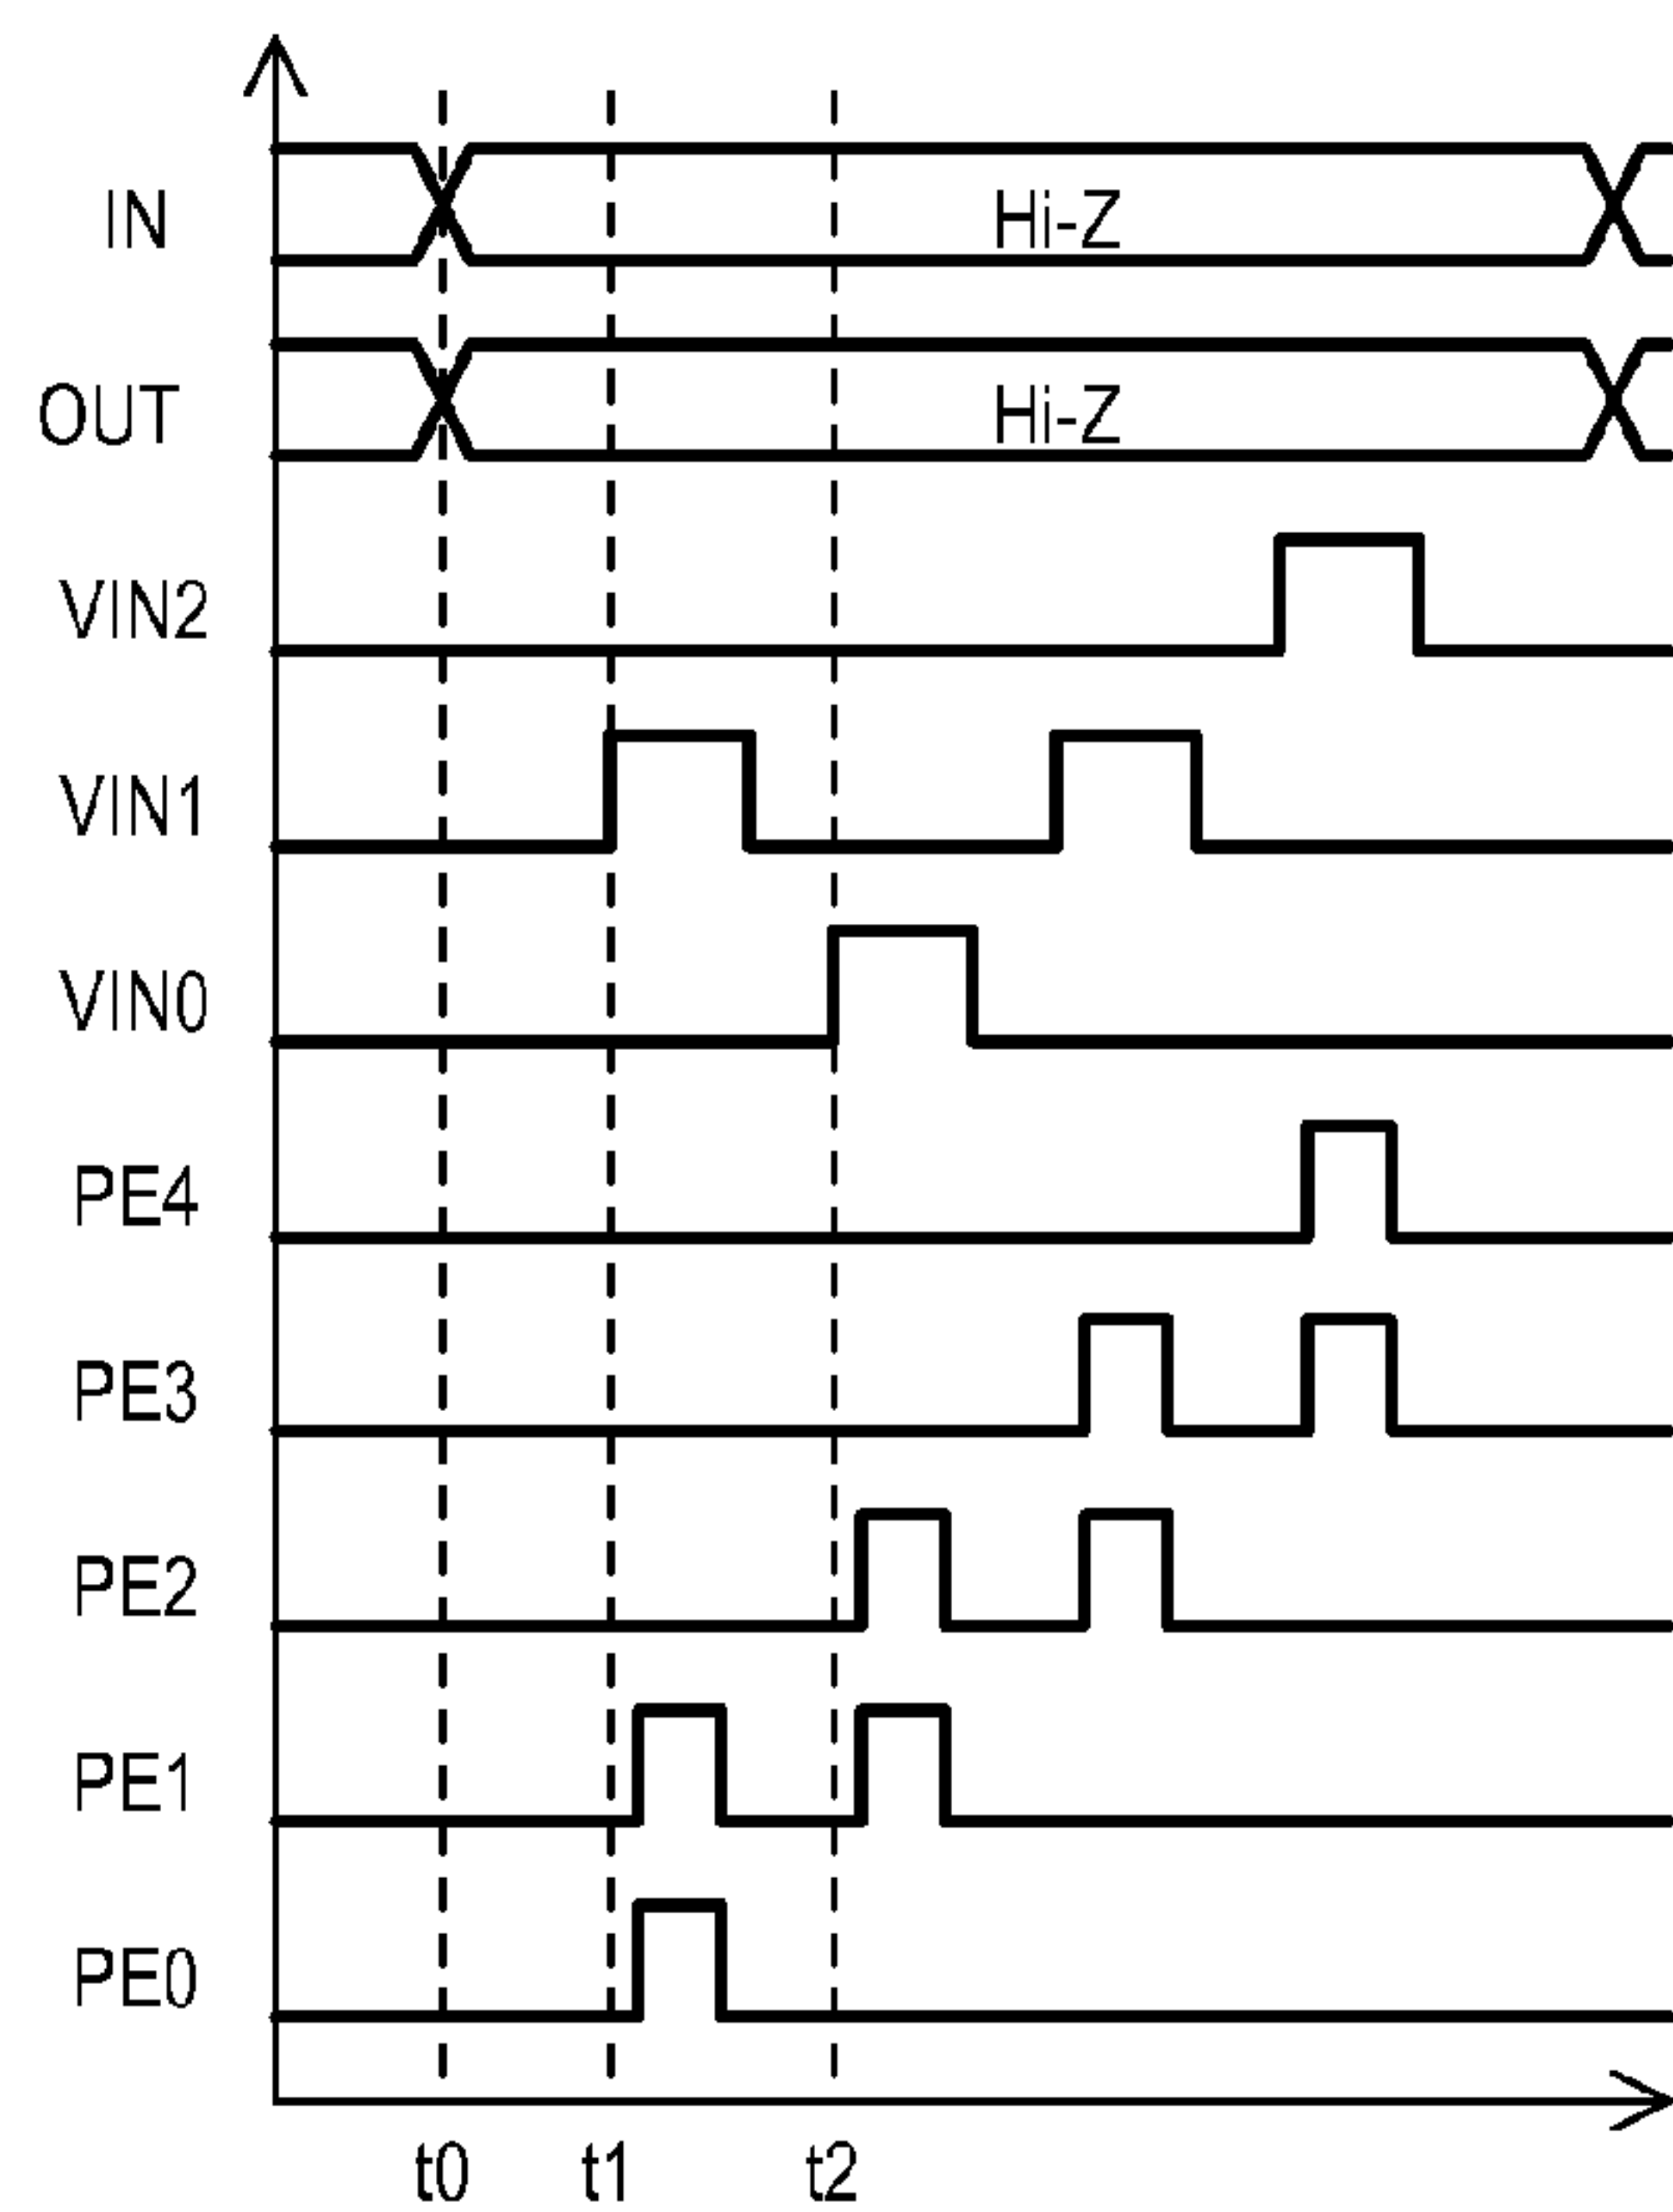 IN Hi-Z
OUT Hi-Z
VIN2
VIN1
VIN0
PE4
PE3
PE2
PE1
PE0
t0 t1 t2